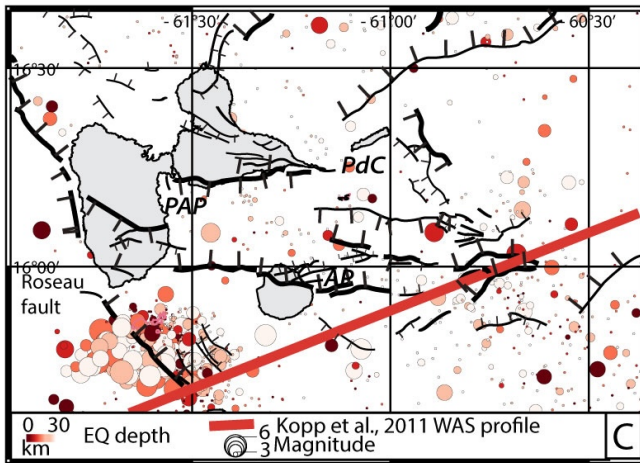 - 61°30' - 61°00' - 60°30'
16°30'
PdC
PAP
16°00'
AB
Roseau
fault
0 30
km
EQ depth
Kopp et al., 2011 WAS profile
6
3
Magnitude
C